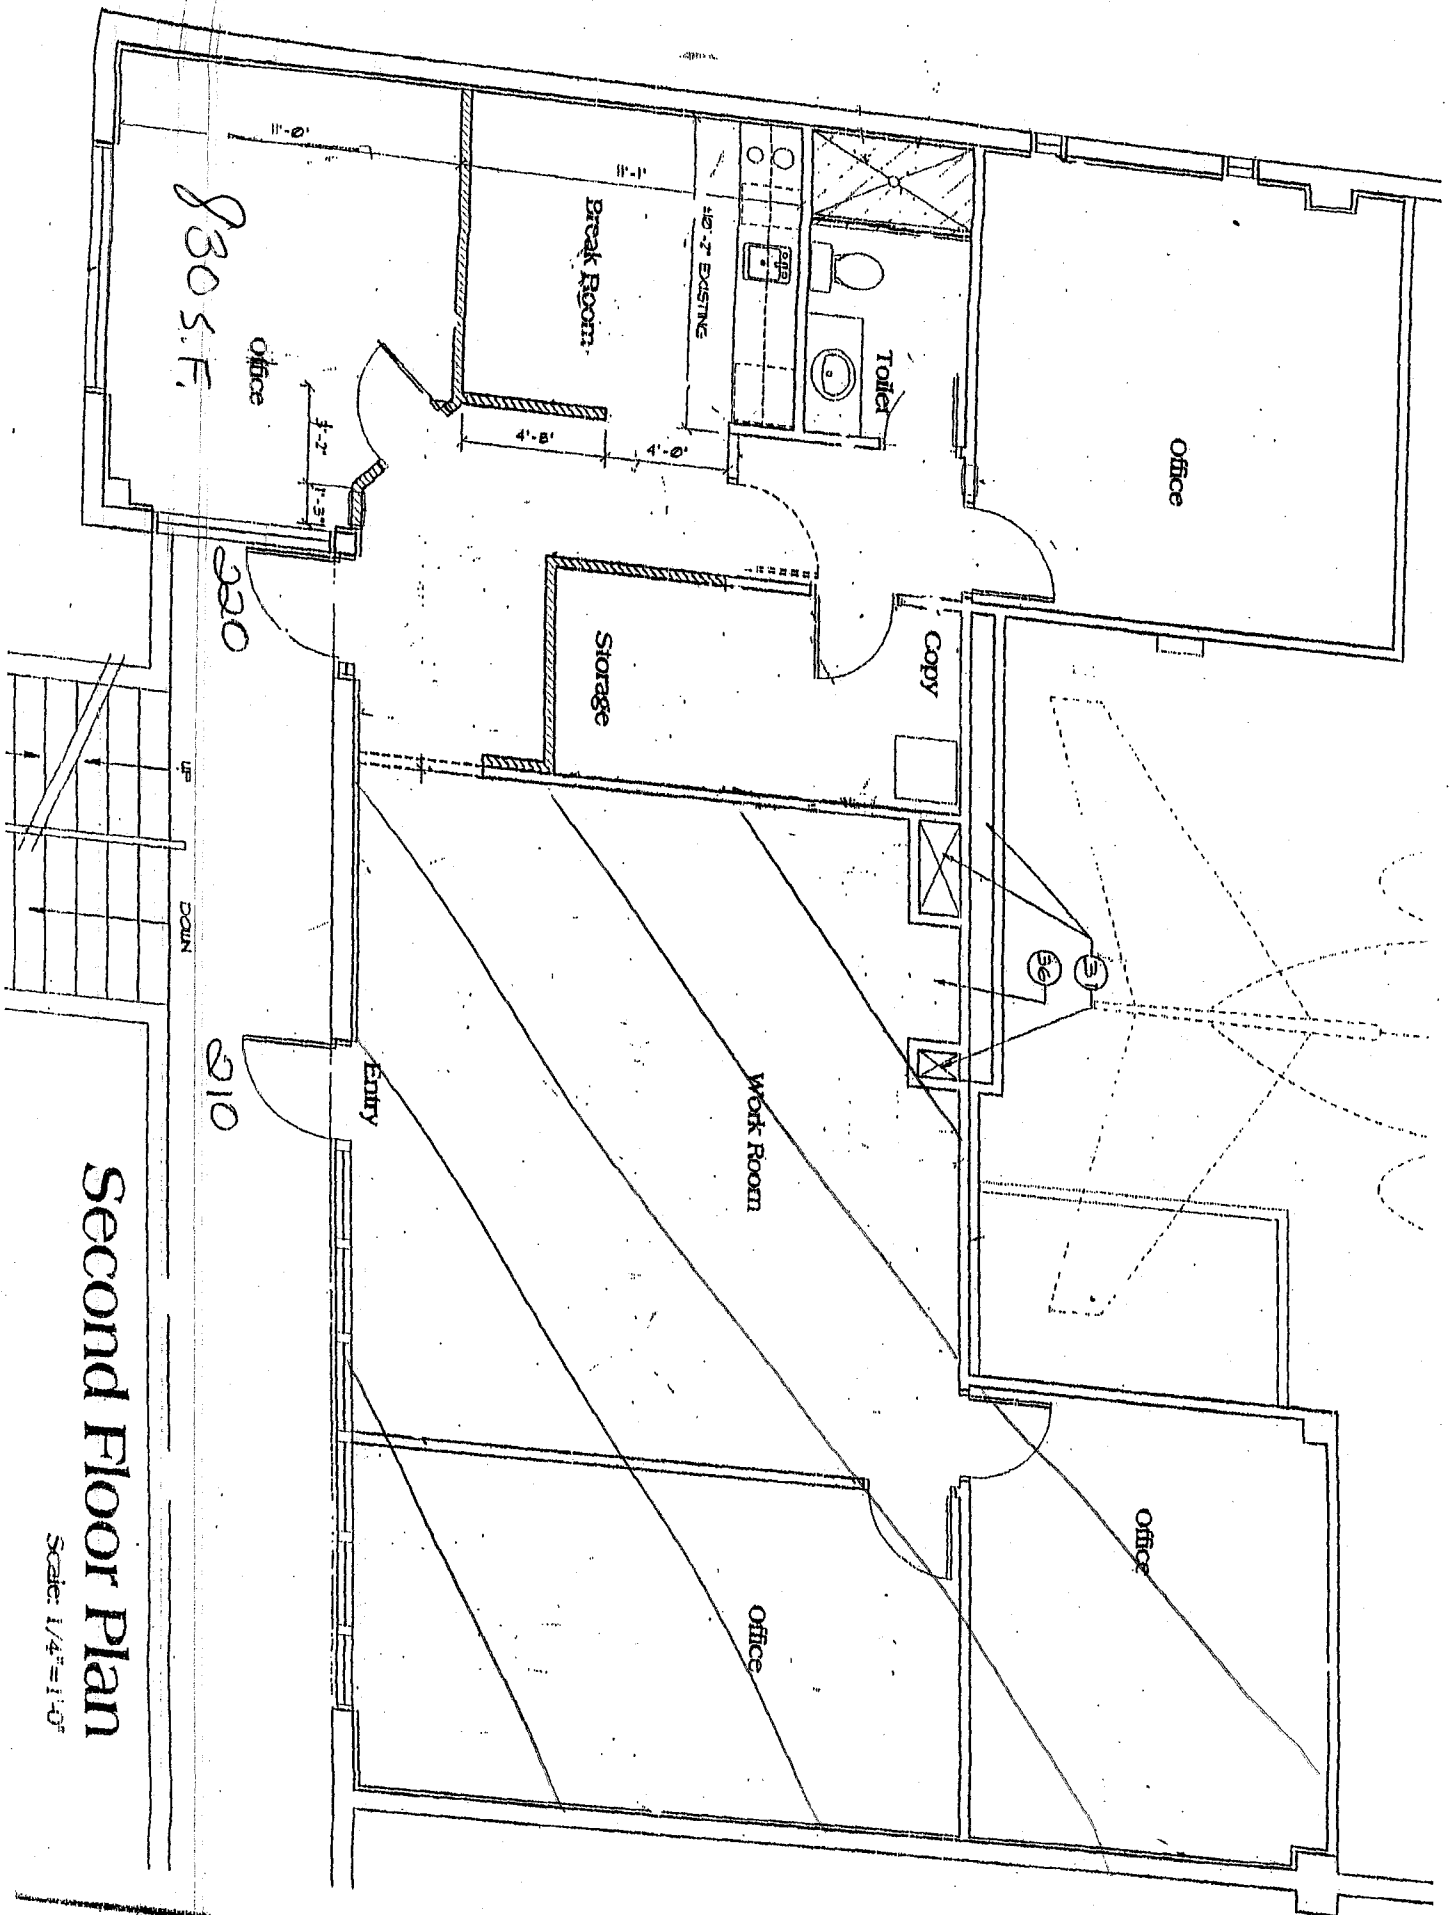 Second Floor Plan
Scale: 1/4"=1'-0"
Office
11'-0"
830 S.F.
3'-7"
1'-3"
Break Room
11'-1"
±10'-7" EXISTING
4'-8"
4'-0"
Toilet
Office
Storage
Copy
220
UP
DOWN
31
36
210
Entry
Work Room
Office
Office